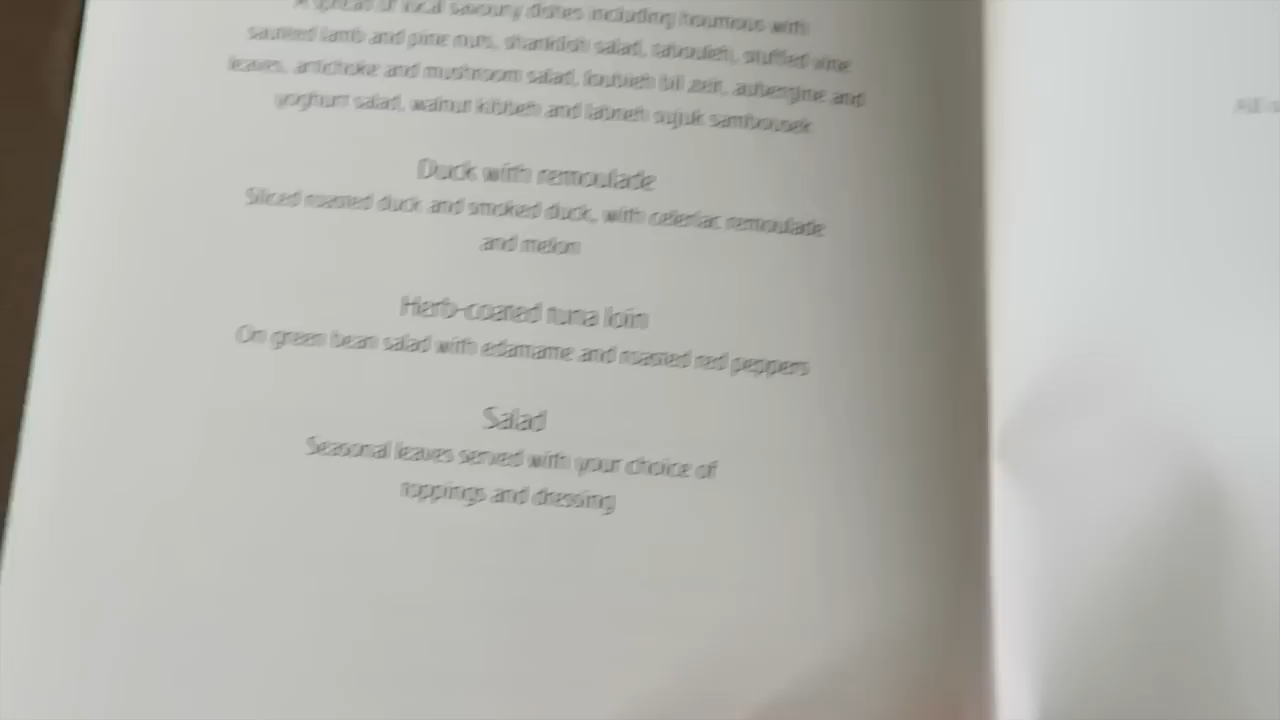 A spread of local savoury dishes including houmous with
sautéed lamb and pine nuts, shanklish salad, tabouleh, stuffed vine
leaves, artichoke and mushroom salad, loubieh bil zeit, aubergine and
yoghurt salad, walnut kibbeh and labneh sujuk sambousek
Duck with remoulade
Sliced roasted duck and smoked duck, with celeriac remoulade
and melon
Herb-coated tuna loin
On green bean salad with edamame and roasted red peppers
Salad
Seasonal leaves served with your choice of
toppings and dressing